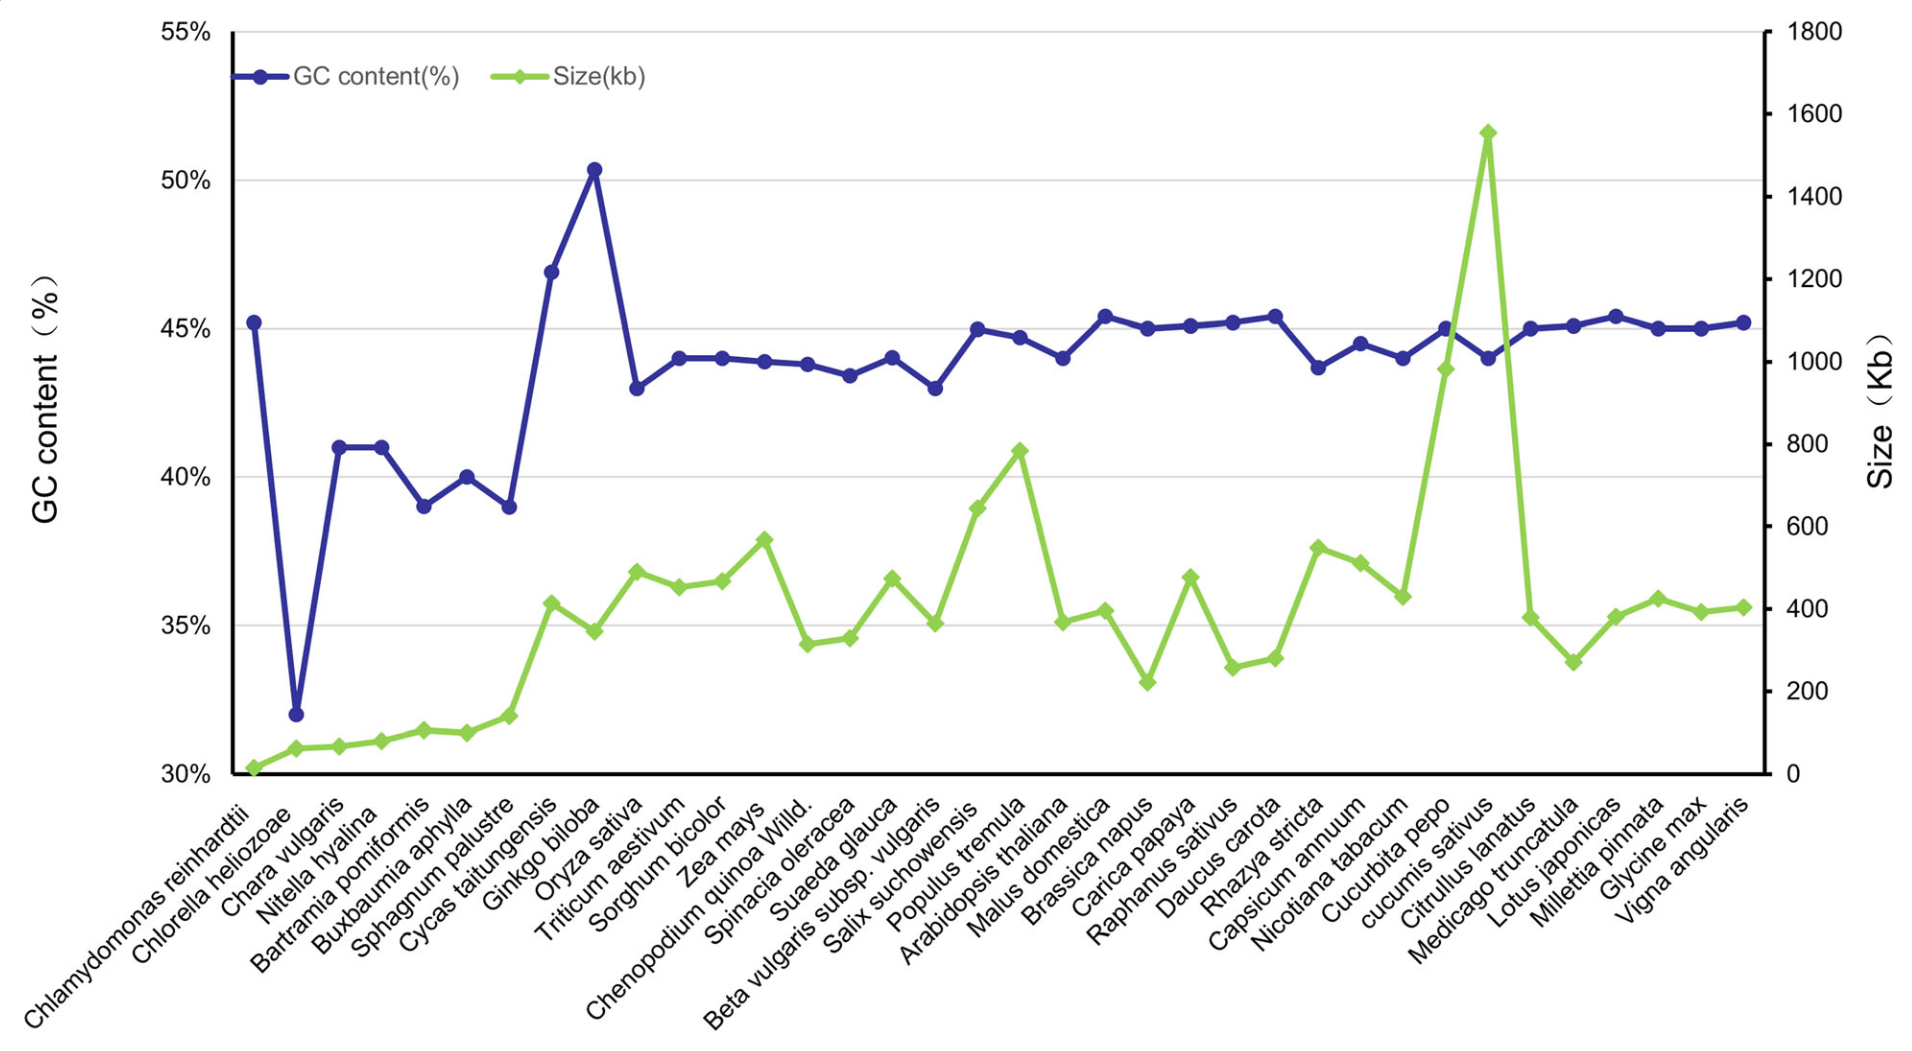 55%
50%
45%
40%
35%
30%
GC content（%）
GC content(%)
Size(kb)
1800
1600
1400
1200
1000
800
600
400
200
0
Size（Kb）
Chlamydomonas reinhardtii
Chlorella heliozoae
Chara vulgaris
Nitella hyalina
Bartramia pomiformis
Buxbaumia aphylla
Sphagnum palustre
Cycas taitungensis
Ginkgo biloba
Oryza sativa
Triticum aestivum
Sorghum bicolor
Zea mays
Chenopodium quinoa Willd.
Spinacia oleracea
Suaeda glauca
Beta vulgaris subsp. vulgaris
Salix suchowensis
Populus tremula
Arabidopsis thaliana
Malus domestica
Brassica napus
Carica papaya
Raphanus sativus
Daucus carota
Rhazya stricta
Capsicum annuum
Nicotiana tabacum
Cucurbita pepo
cucumis sativus
Citrullus lanatus
Medicago truncatula
Lotus japonicas
Millettia pinnata
Glycine max
Vigna angularis